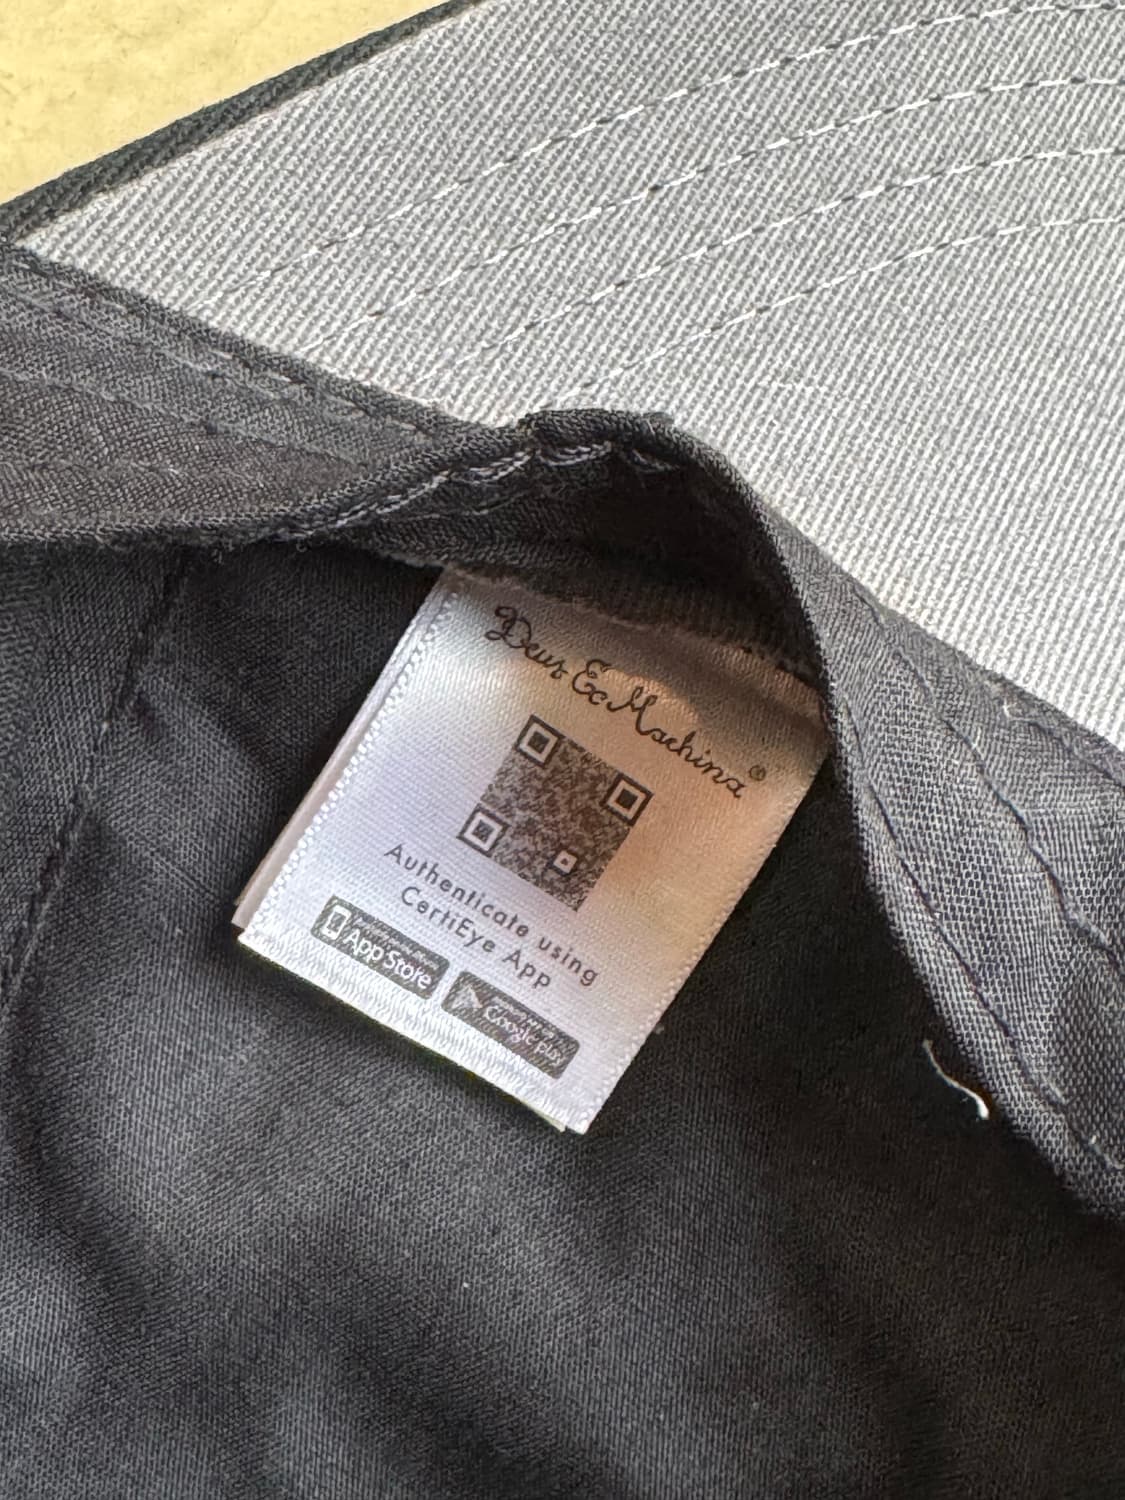 Deus Ex Machina®
Authenticate using
CertiEye App
App Store
Google play